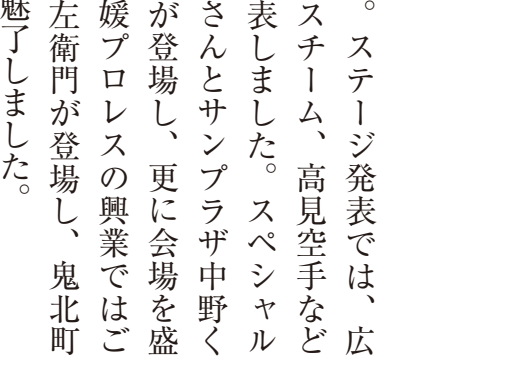 。ステージ発表では、広
スチーム、高見空手など
表しました。スペシャル
さんとサンプラザ中野く
が登場し、更に会場を盛
媛プロレスの興業ではご
左衛門が登場し、鬼北町
魅了しました。